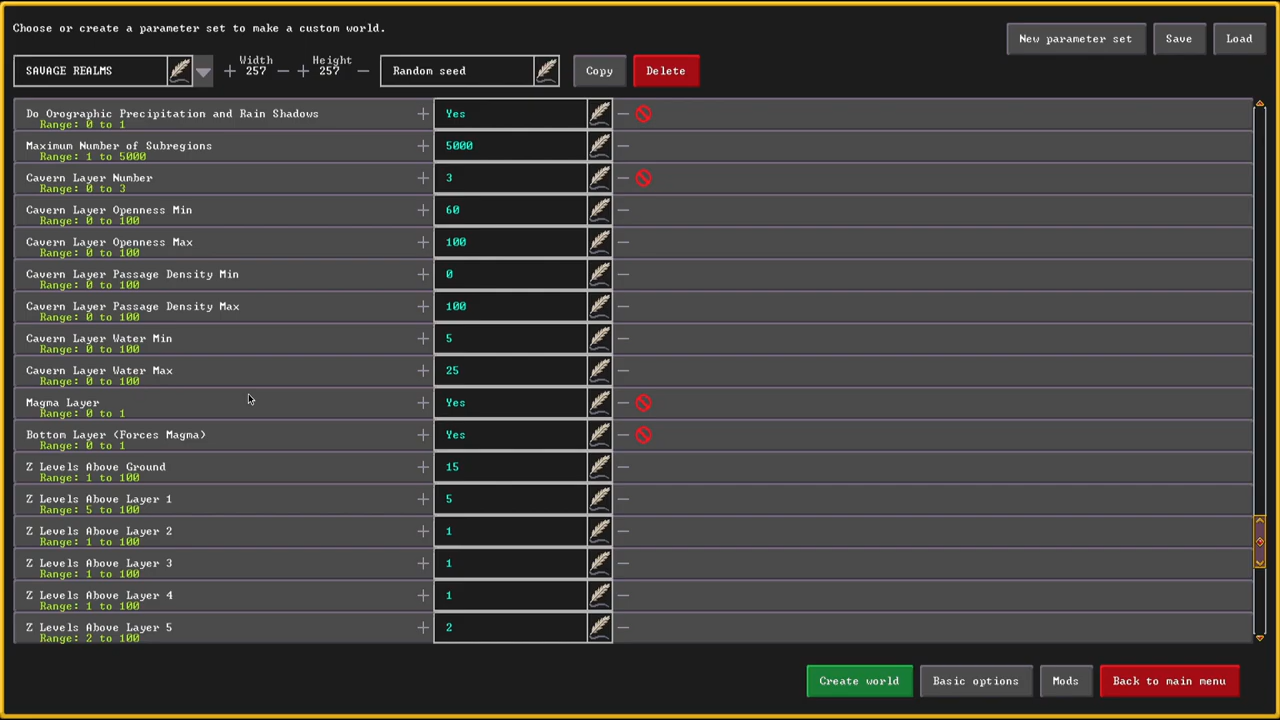 Choose or create a parameter set to make a custom world.
New parameter set
Save
Load
SAVAGE REALMS
Width
257
Height
257
Random seed
Copy
Delete
Do Orographic Precipitation and Rain Shadows
Range: 0 to 1
Yes
Maximum Number of Subregions
Range: 1 to 5000
5000
Cavern Layer Number
Range: 0 to 3
3
Cavern Layer Openness Min
Range: 0 to 100
60
Cavern Layer Openness Max
Range: 0 to 100
100
Cavern Layer Passage Density Min
Range: 0 to 100
0
Cavern Layer Passage Density Max
Range: 0 to 100
100
Cavern Layer Water Min
Range: 0 to 100
5
Cavern Layer Water Max
Range: 0 to 100
25
Magma Layer
Range: 0 to 1
Yes
Bottom Layer (Forces Magma)
Range: 0 to 1
Yes
Z Levels Above Ground
Range: 1 to 100
15
Z Levels Above Layer 1
Range: 5 to 100
5
Z Levels Above Layer 2
Range: 1 to 100
1
Z Levels Above Layer 3
Range: 1 to 100
1
Z Levels Above Layer 4
Range: 1 to 100
1
Z Levels Above Layer 5
Range: 2 to 100
2
Create world
Basic options
Mods
Back to main menu